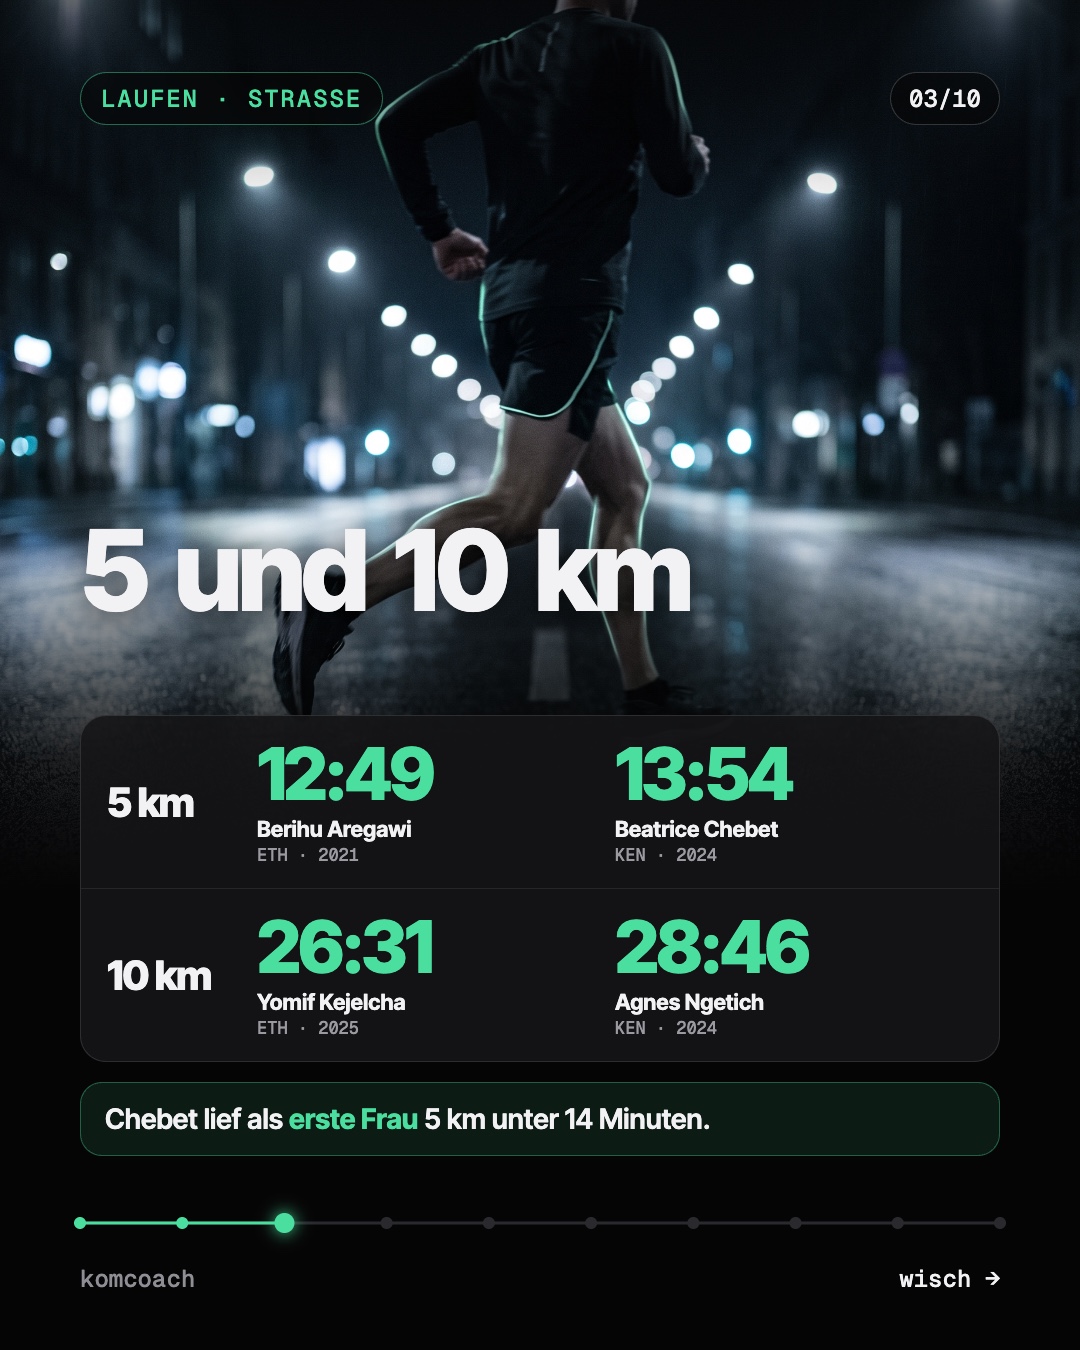 LAUFEN · STRASSE
03/10
5 und 10 km
5 km
12:49
Berihu Aregawi
ETH · 2021
13:54
Beatrice Chebet
KEN · 2024
10 km
26:31
Yomif Kejelcha
ETH · 2025
28:46
Agnes Ngetich
KEN · 2024
Chebet lief als erste Frau 5 km unter 14 Minuten.
komcoach
wisch →